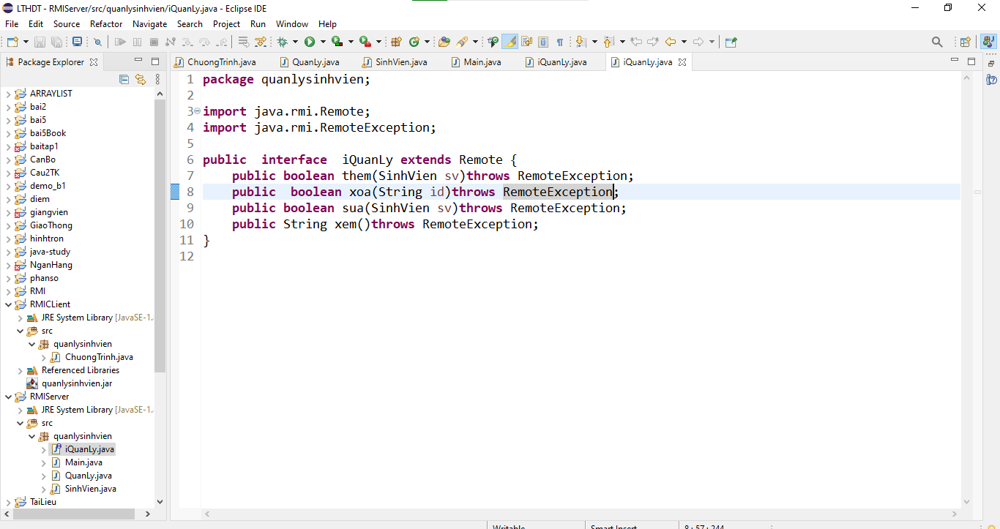 LTHDT - RMIServer/src/quanlysinhvien/iQuanLy.java - Eclipse IDE
File Edit Source Refactor Navigate Search Project Run Window Help
Package Explorer
ChuongTrinh.java QuanLy.java SinhVien.java Main.java iQuanLy.java iQuanLy.java
ARRAYLIST
bai2
bai5
bai5Book
baitap1
CanBo
Cau2TK
demo_b1
diem
giangvien
GiaoThong
hinhtron
java-study
NganHang
phanso
RMI
RMICLient
JRE System Library [JavaSE-1.
src
quanlysinhvien
ChuongTrinh.java
Referenced Libraries
quanlysinhvien.jar
RMIServer
JRE System Library [JavaSE-1.
src
quanlysinhvien
iQuanLy.java
Main.java
QuanLy.java
SinhVien.java
TaiLieu
1 package quanlysinhvien;
2
3 import java.rmi.Remote;
4 import java.rmi.RemoteException;
5
6 public  interface  iQuanLy extends Remote {
7     public boolean them(SinhVien sv)throws RemoteException;
8     public  boolean xoa(String id)throws RemoteException;
9     public boolean sua(SinhVien sv)throws RemoteException;
10     public String xem()throws RemoteException;
11 }
12
Writable Smart Insert 8 : 57 : 244